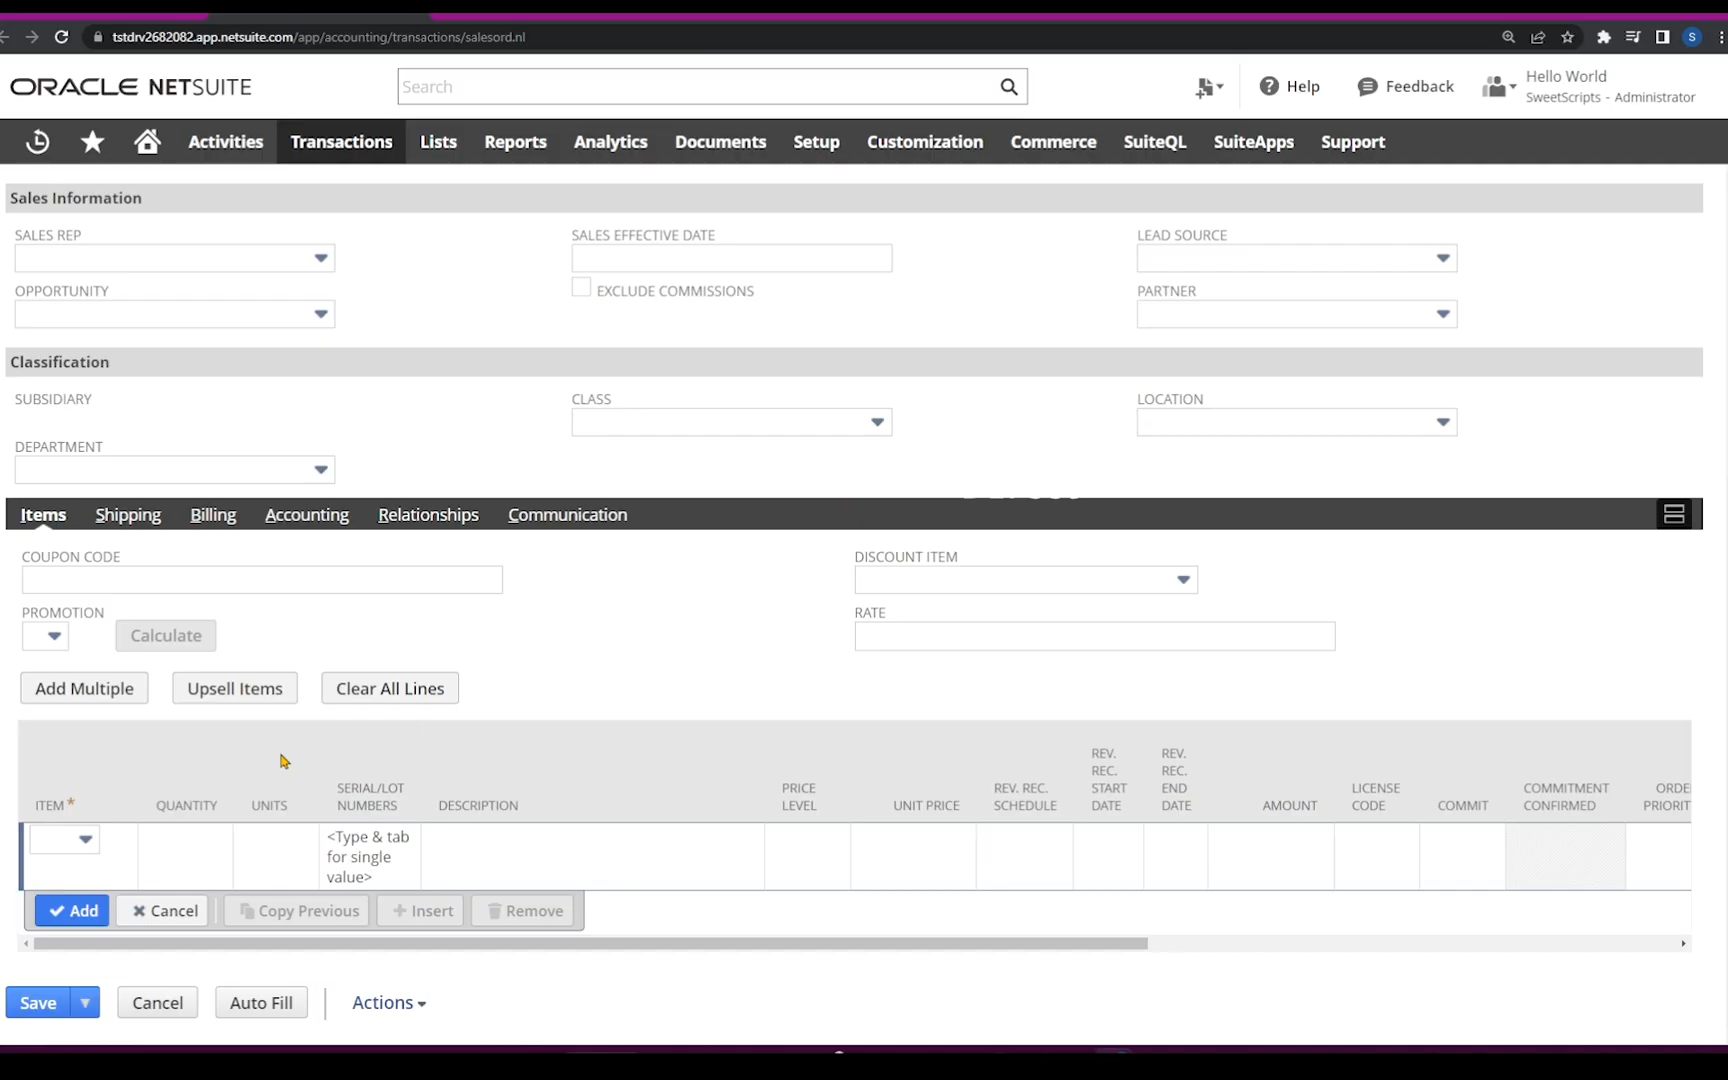 tstdrv2682082.app.netsuite.com/app/accounting/transactions/salesord.nl
S
ORACLE NETSUITE
Search
Help
Feedback
Hello World
SweetScripts - Administrator
Activities
Transactions
Lists
Reports
Analytics
Documents
Setup
Customization
Commerce
SuiteQL
SuiteApps
Support
Sales Information
SALES REP
SALES EFFECTIVE DATE
LEAD SOURCE
OPPORTUNITY
EXCLUDE COMMISSIONS
PARTNER
Classification
SUBSIDIARY
CLASS
LOCATION
DEPARTMENT
Items
Shipping
Billing
Accounting
Relationships
Communication
COUPON CODE
DISCOUNT ITEM
PROMOTION
Calculate
RATE
Add Multiple
Upsell Items
Clear All Lines
ITEM *
QUANTITY
UNITS
SERIAL/LOT
NUMBERS
DESCRIPTION
PRICE
LEVEL
UNIT PRICE
REV. REC.
SCHEDULE
REV.
REC.
START
DATE
REV.
REC.
END
DATE
AMOUNT
LICENSE
CODE
COMMIT
COMMITMENT
CONFIRMED
ORDE
PRIORIT
<Type & tab
for single
value>
Add
Cancel
Copy Previous
Insert
Remove
Save
Cancel
Auto Fill
Actions